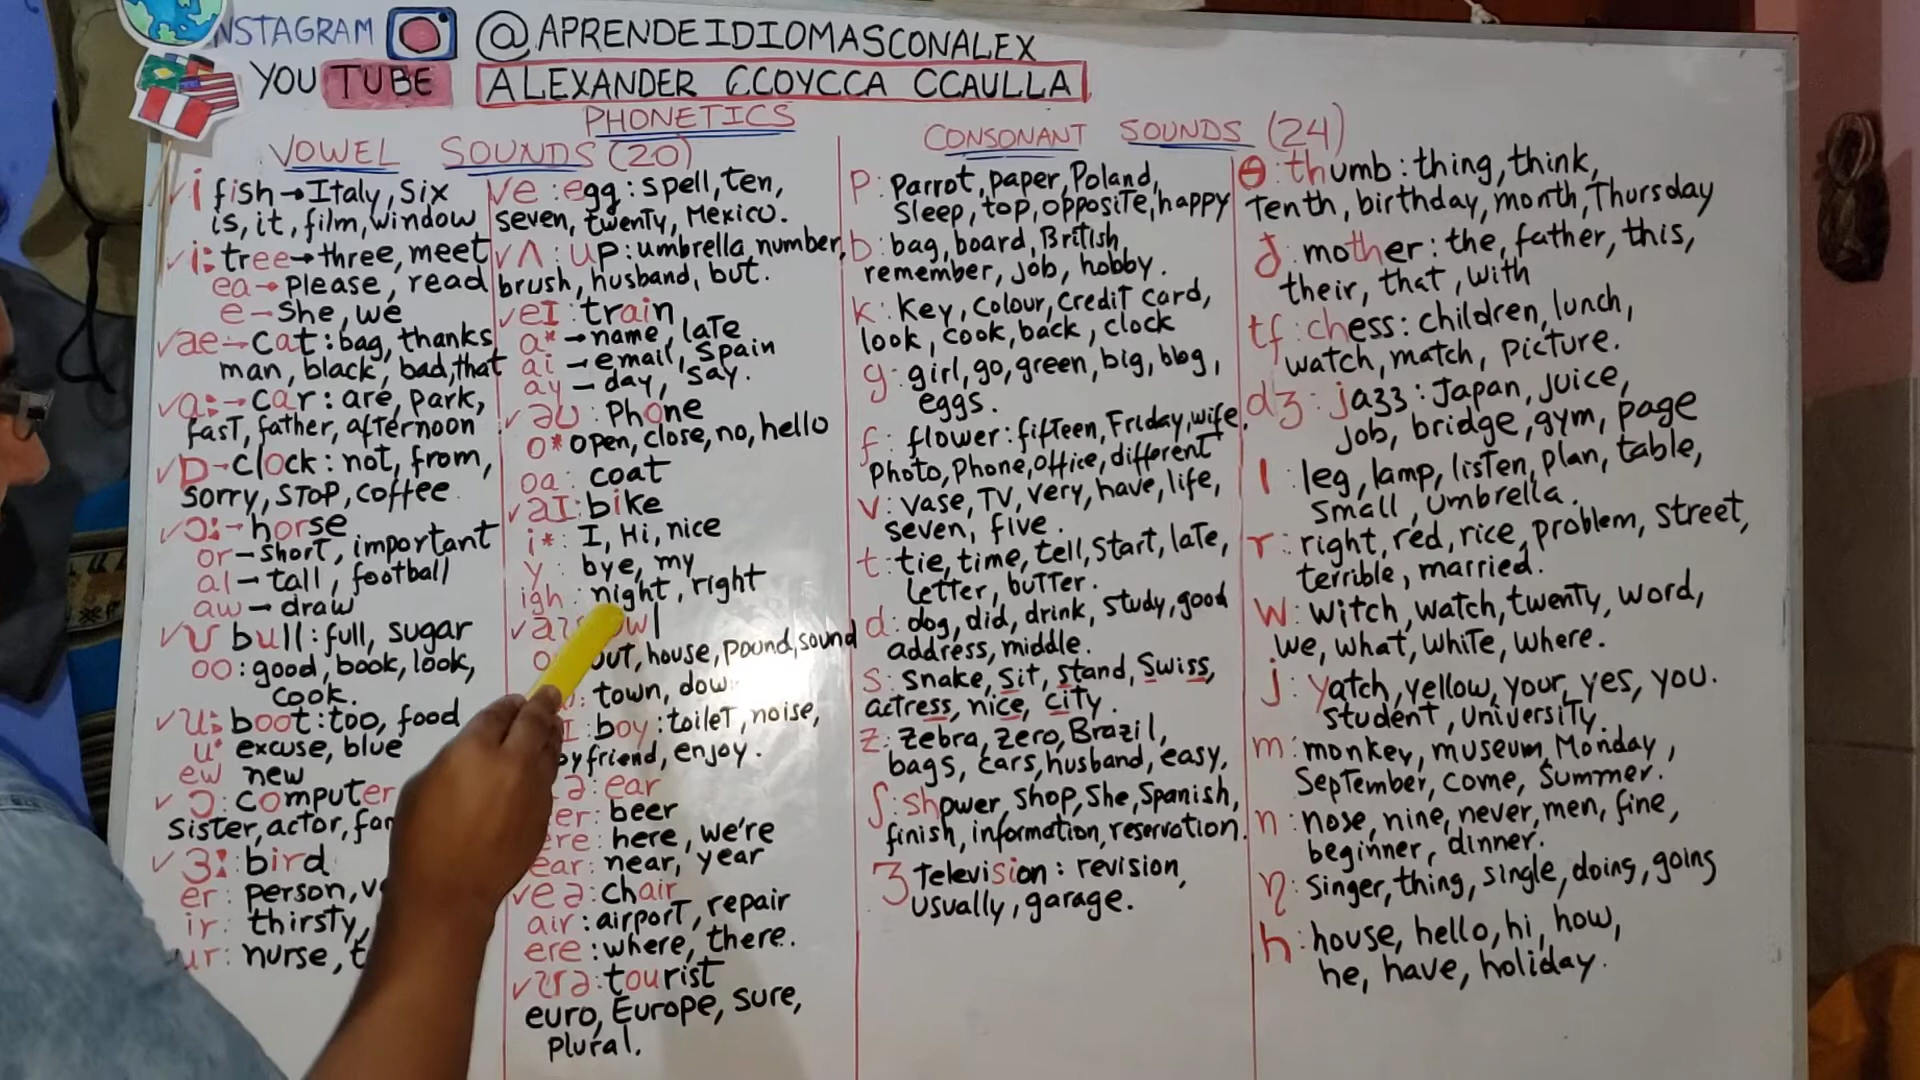 INSTAGRAM @APRENDEIDIOMASCONALEX
YOU TUBE ALEXANDER CCOYCCA CCAULLA
PHONETICS
VOWEL SOUNDS (20)
✓i fish→Italy, Six
is, it, film, window
✓i: tree→three, meet
ea→please, read
e→She, we
✓ae→cat: bag, thanks
man, black, bad, that
✓a:→car: are, park,
fast, father, afternoon
✓D→clock: not, from,
sorry, stop, coffee
✓ɔ:→horse
or→short, important
al→tall, football
aw→draw
✓ʊ bull: full, sugar
oo: good, book, look,
cook.
✓u: boot: too, food
u* excuse, blue
ew new
✓Ɔ: computer
sister, actor,
✓3: bird
er: person,
ir: thirsty,
ur: nurse,
✓e: egg: spell, ten,
seven, twenty, Mexico.
✓Λ: up: umbrella number,
brush, husband, but.
✓eI: train
a*→name, late
ai→email, Spain
ay→day, say.
✓əʊ: phone
o* open, close, no, hello
oa: coat
✓aI: bike
i*: I, Hi, nice
y: bye, my
igh: night, right
house, pound, sound
town,
boy: toilet, noise,
enjoy.
ear
er: beer
ere: here, we're
ear: near, year
✓eə: chair
air: airport, repair
ere: where, there.
✓ʊə: tourist
euro, Europe, sure,
plural.
CONSONANT SOUNDS (24)
p: Parrot, paper, Poland,
sleep, top, opposite, happy
b: bag, board, British,
remember, job, hobby.
k: Key, colour, credit card,
look, cook, back, clock
g: girl, go, green, big, blog,
eggs.
f: flower: fifteen, Friday, wife,
Photo, Phone, office, different
v: vase, TV, very, have, life,
seven, five.
t: tie, time, tell, start, late,
letter, butter.
d: dog, did, drink, study, good
address, middle.
s: snake, sit, stand, Swiss,
actress, nice, city.
z: zebra, zero, Brazil,
bags, cars, husband, easy,
ʃ: shower, shop, she, Spanish,
finish, information, reservation.
Ʒ television: revision,
usually, garage.
θ: thumb: thing, think,
tenth, birthday, month, Thursday
ð: mother: the, father, this,
their, that, with
tʃ: chess: children, lunch,
watch, match, picture.
dʒ: jazz: Japan, juice,
job, bridge, gym, page
l: leg, lamp, listen, plan, table,
small, umbrella.
r: right, red, rice, problem, street,
terrible, married.
w: witch, watch, twenty, word,
we, what, white, where.
j: yatch, yellow, your, yes, you.
student, university.
m: monkey, museum, Monday,
September, come, summer.
n: nose, nine, never, men, fine,
beginner, dinner.
η: singer, thing, single, doing, going
h: house, hello, hi, how,
he, have, holiday.